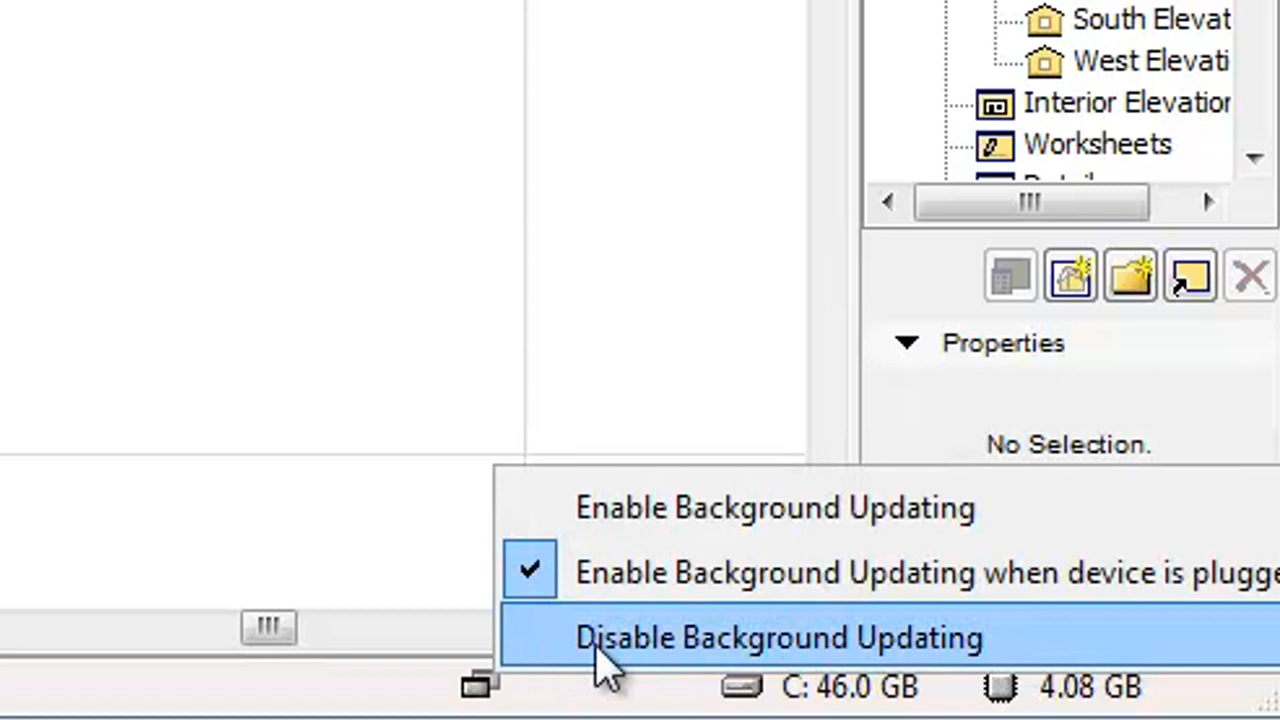 South Elevat
West Elevati
Interior Elevation
Worksheets
Properties
No Selection.
Enable Background Updating
Enable Background Updating when device is plugge
Disable Background Updating
C: 46.0 GB
4.08 GB